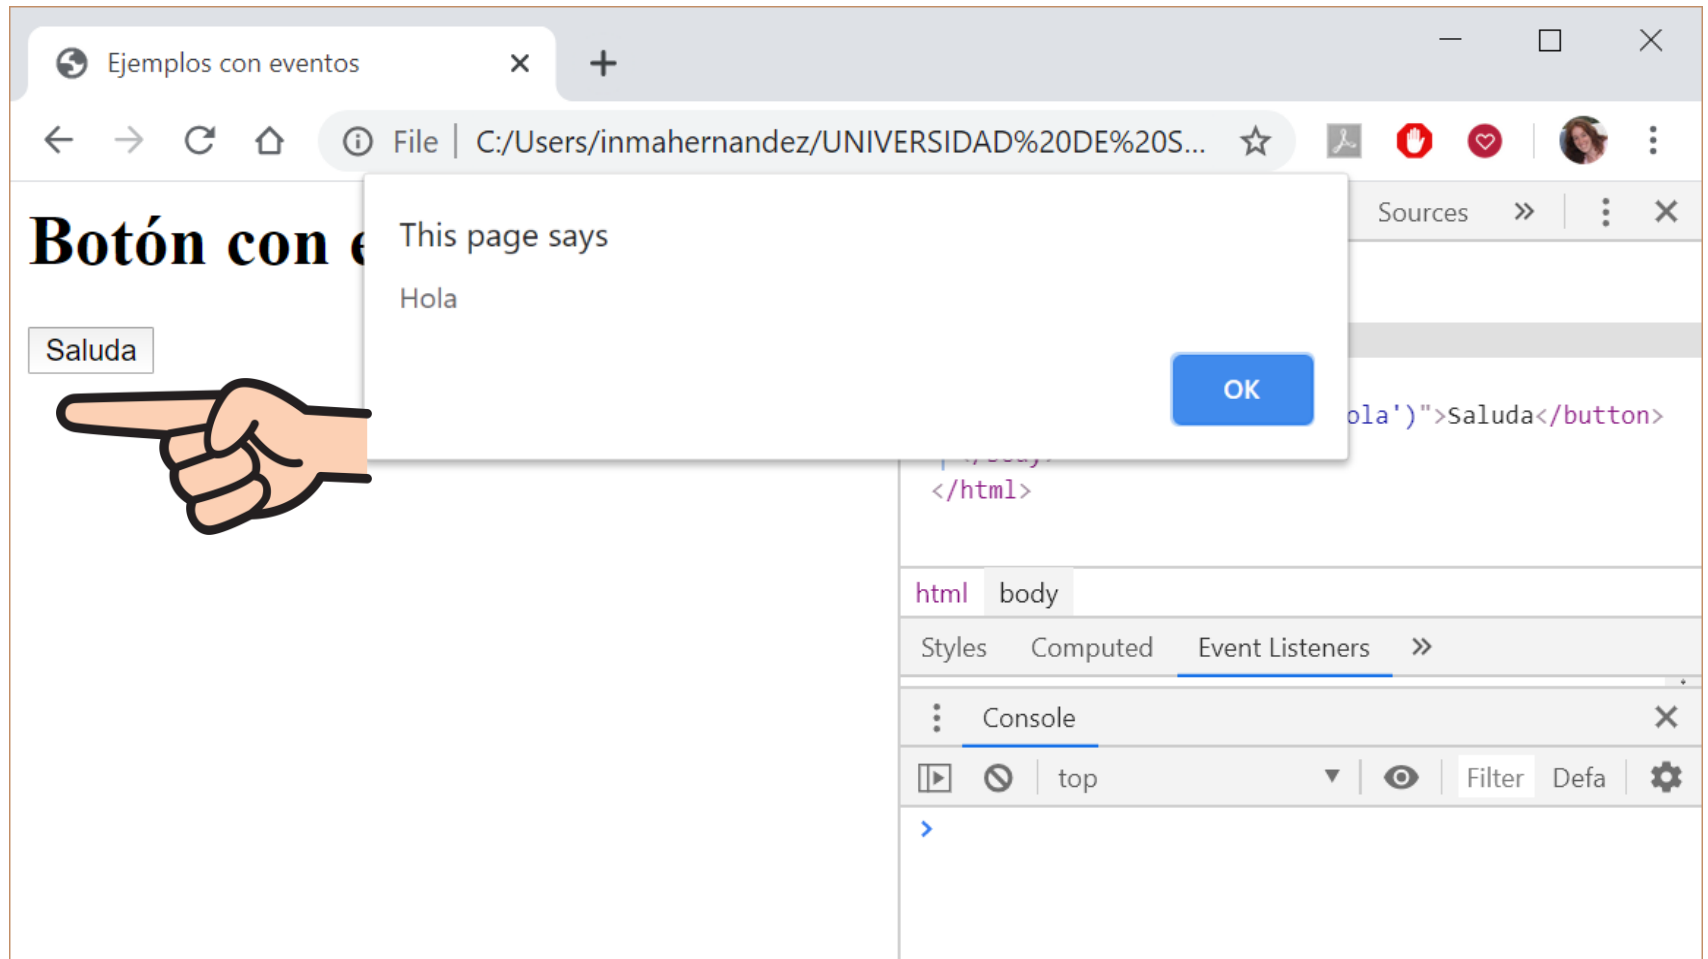 Ejemplos con eventos
File C:/Users/inmahernandez/UNIVERSIDAD%20DE%20S...
This page says
Hola
OK
Botón con
Saluda
Sources
ola')">Saluda</button>
</html>
html body
Styles Computed Event Listeners
Console
top Filter Defa